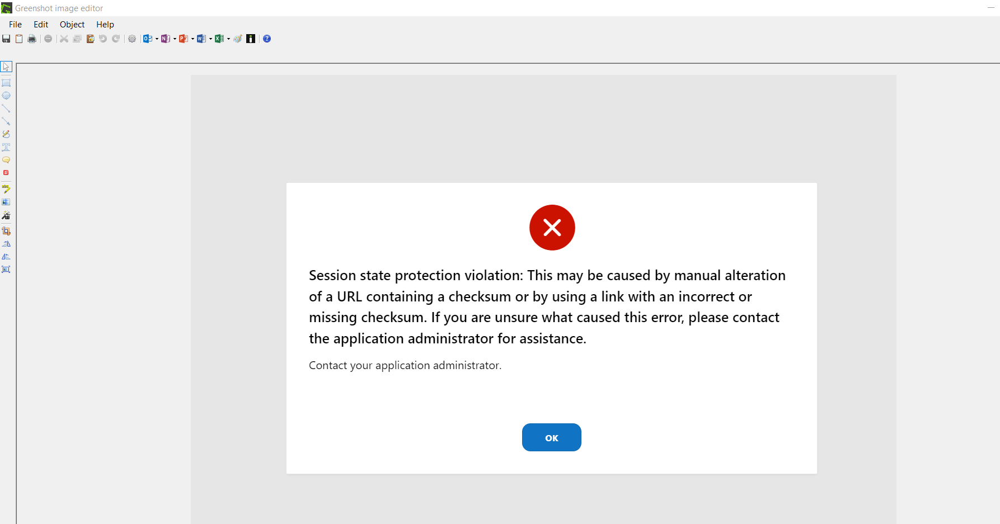 Greenshot image editor
File Edit Object Help
Session state protection violation: This may be caused by manual alteration
of a URL containing a checksum or by using a link with an incorrect or
missing checksum. If you are unsure what caused this error, please contact
the application administrator for assistance.
Contact your application administrator.
OK